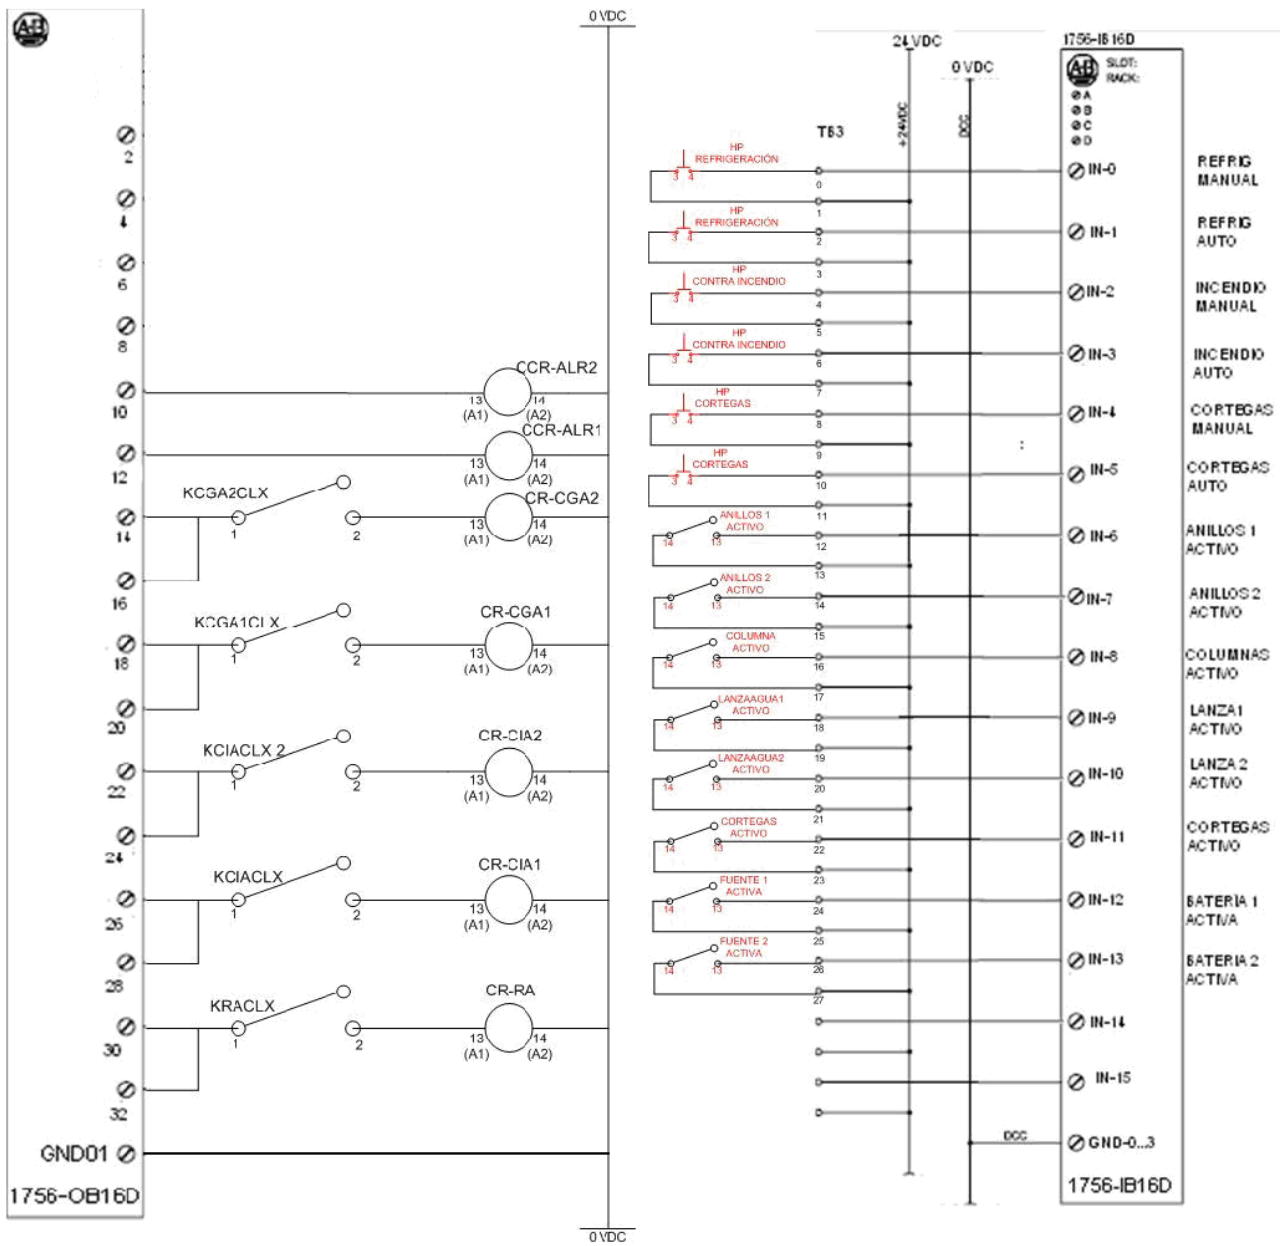 AB
2
4
6
8
10
12
14
16
18
20
22
24
26
28
30
32
GND01
1756-OB16D
0 VDC
CCR-ALR2
13
14
(A1)
(A2)
CCR-ALR1
13
14
(A1)
(A2)
KCGA2CLX
1
2
CR-CGA2
13
14
(A1)
(A2)
KCGA1CLX
1
2
CR-CGA1
13
14
(A1)
(A2)
KCIACLX 2
1
2
CR-CIA2
13
14
(A1)
(A2)
KCIACLX
1
2
CR-CIA1
13
14
(A1)
(A2)
KRACLX
1
2
CR-RA
13
14
(A1)
(A2)
0 VDC
24 VDC
0 VDC
+24VDC
DCC
TB3
HP
REFRIGERACIÓN
3 4
0
1
HP
REFRIGERACIÓN
3 4
2
3
HP
CONTRA INCENDIO
3 4
4
5
HP
CONTRA INCENDIO
3 4
6
7
HP
CORTEGAS
3 4
8
9
HP
CORTEGAS
3 4
10
11
ANILLOS 1
ACTIVO
14
13
12
13
ANILLOS 2
ACTIVO
14
13
14
15
COLUMNA
ACTIVO
14
13
16
17
LANZAAGUA1
ACTIVO
14
13
18
19
LANZAAGUA2
ACTIVO
14
13
20
21
CORTEGAS
ACTIVO
14
13
22
23
FUENTE 1
ACTIVA
14
13
24
25
FUENTE 2
ACTIVA
14
13
26
27
DCC
1756-IB16D
AB
SLOT:
RACK:
A
B
C
D
IN-0
IN-1
IN-2
IN-3
IN-4
IN-5
IN-6
IN-7
IN-8
IN-9
IN-10
IN-11
IN-12
IN-13
IN-14
IN-15
GND-0...3
1756-IB16D
REFRIG
MANUAL
REFRIG
AUTO
INCENDIO
MANUAL
INCENDIO
AUTO
CORTEGAS
MANUAL
CORTEGAS
AUTO
ANILLOS 1
ACTIVO
ANILLOS 2
ACTIVO
COLUMNAS
ACTIVO
LANZA1
ACTIVO
LANZA 2
ACTIVO
CORTEGAS
ACTIVO
BATERIA 1
ACTIVA
BATERIA 2
ACTIVA